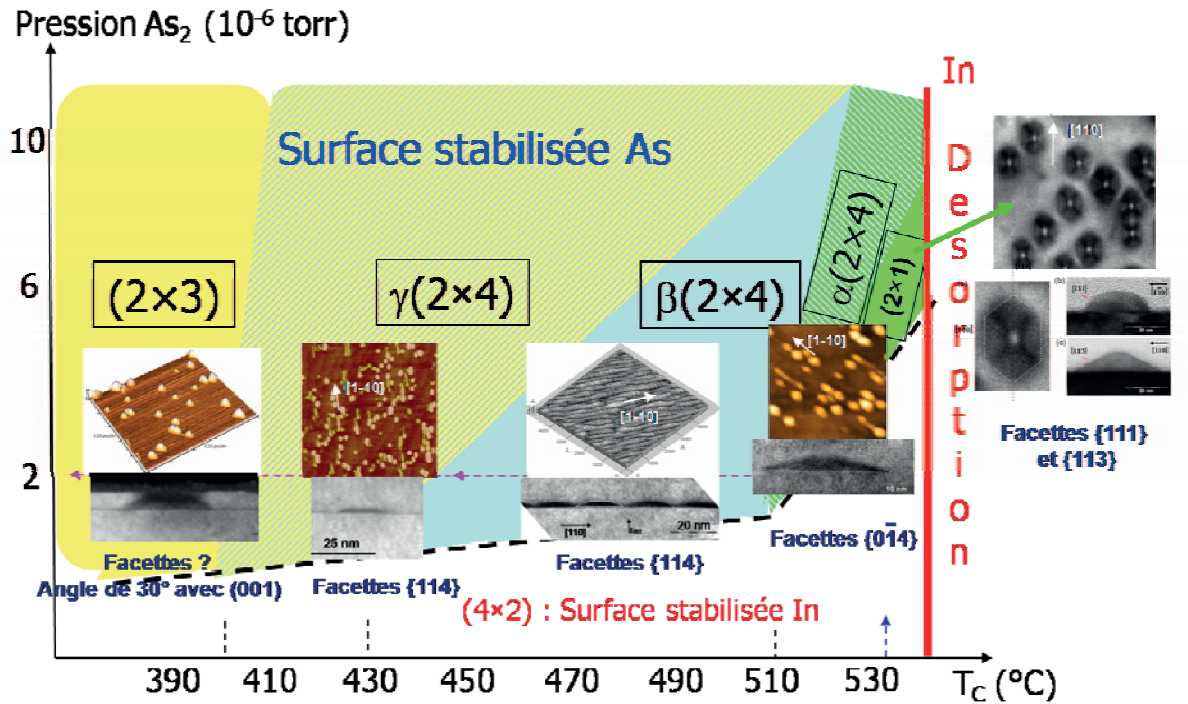 Pression As₂ (10⁻⁶ torr)
In
Desorption
10
6
2
Surface stabilisée As
(2×3)
γ(2×4)
β(2×4)
α(2×4)
(2×1)
[110]
[1-10]
[1-10]
[1-10]
[110]
25 nm
20 nm
10 nm
Facettes {111}
et {113}
Facettes ?
Angle de 30° avec (001)
Facettes {114}
Facettes {114}
Facettes {01̄4}
(4×2) : Surface stabilisée In
390
410
430
450
470
490
510
530
T_C (°C)